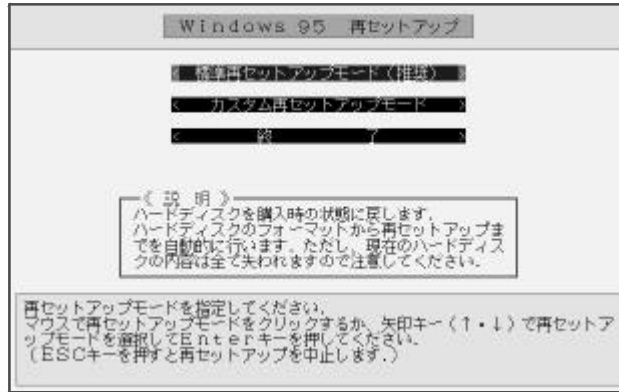 Windows 95 再セットアップ
< 標準再セットアップモード(推奨) >
< カスタム再セットアップモード >
< 終 了 >
《 説 明 》
ハードディスクを購入時の状態に戻します.
ハードディスクのフォーマットから再セットアップま
でを自動的に行います. ただし, 現在のハードディス
クの内容は全て失われますので注意してください.
再セットアップモードを指定してください.
マウスで再セットアップモードをクリックするか, 矢印キー(↑・↓)で再セットア
ップモードを選択してEnterキーを押してください.
(ESCキーを押すと再セットアップを中止します.)